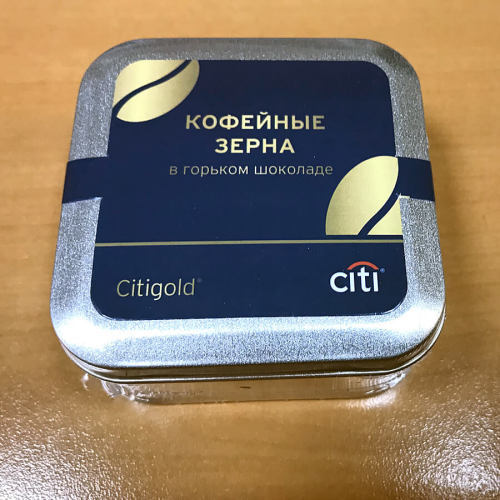 КОФЕЙНЫЕ
ЗЕРНА
в горьком шоколаде
Citigold®
citi®